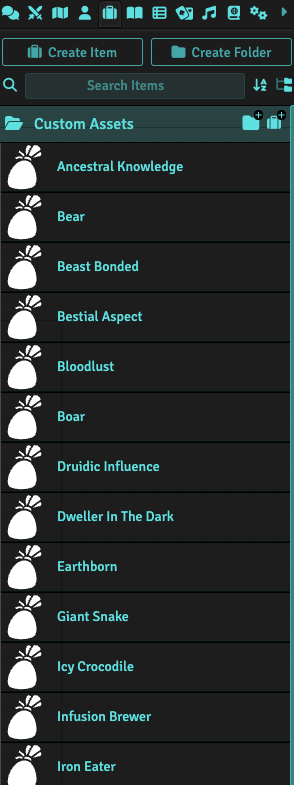 Create Item
Create Folder
Search Items
Custom Assets
Ancestral Knowledge
Bear
Beast Bonded
Bestial Aspect
Bloodlust
Boar
Druidic Influence
Dweller In The Dark
Earthborn
Giant Snake
Icy Crocodile
Infusion Brewer
Iron Eater